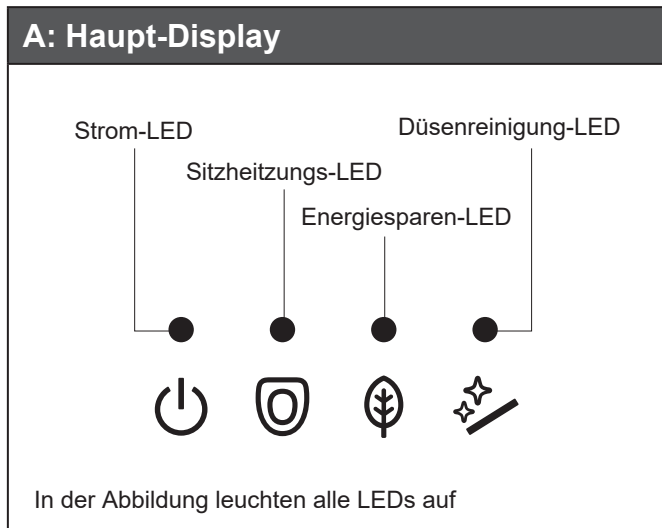 A: Haupt-Display
Strom-LED
Düsenreinigung-LED
Sitzheitzungs-LED
Energiesparen-LED
In der Abbildung leuchten alle LEDs auf